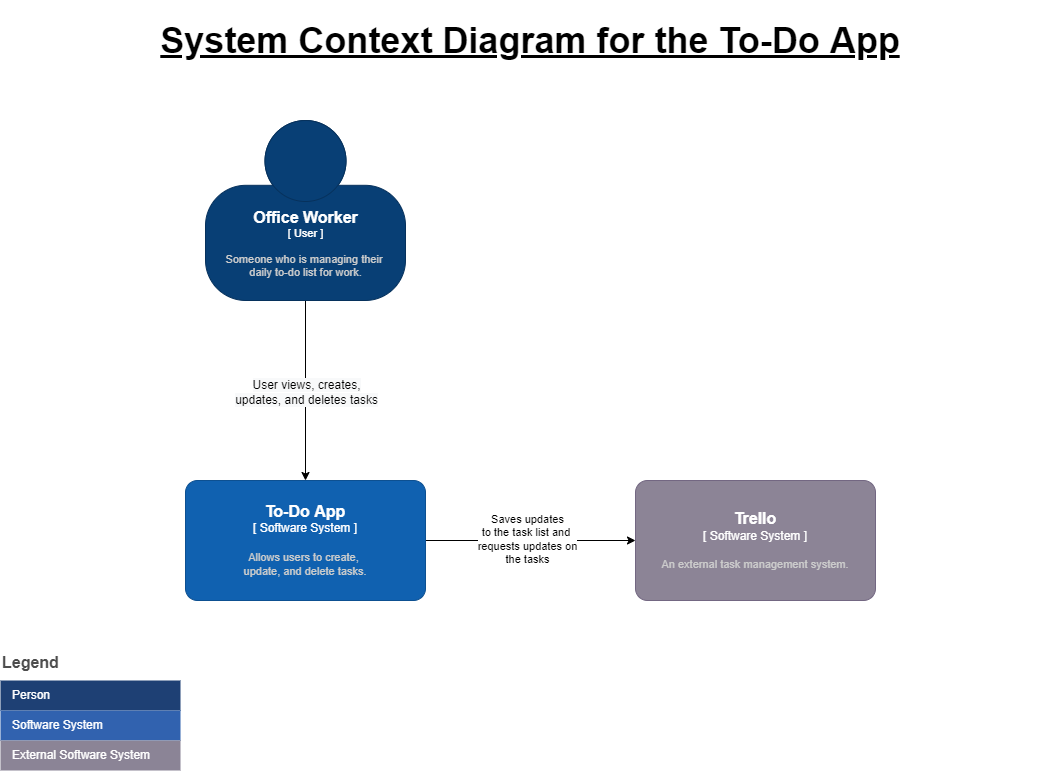 System Context Diagram for the To-Do App
Office Worker
[ User ]
Someone who is managing their
daily to-do list for work.
User views, creates,
updates, and deletes tasks
To-Do App
[ Software System ]
Allows users to create,
update, and delete tasks.
Saves updates
to the task list and
requests updates on
the tasks
Trello
[ Software System ]
An external task management system.
Legend
Person
Software System
External Software System